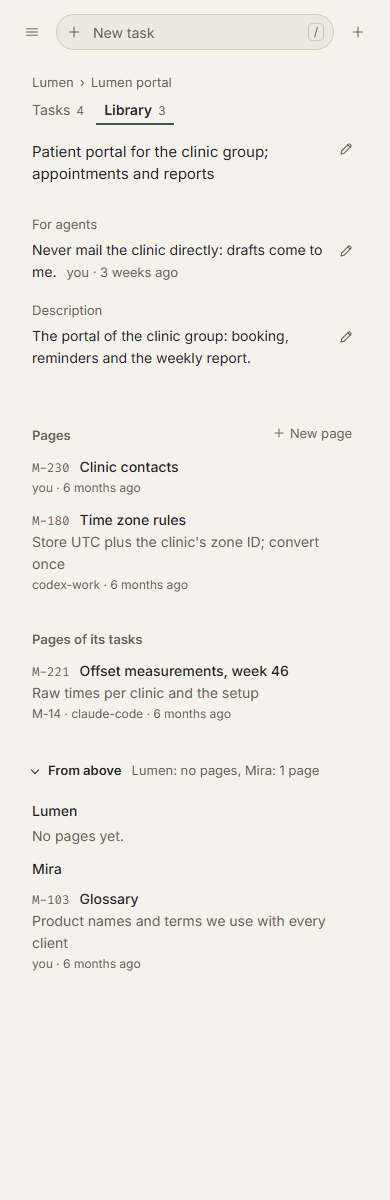 New task /
Lumen › Lumen portal
Tasks 4 Library 3
Patient portal for the clinic group;
appointments and reports
For agents
Never mail the clinic directly: drafts come to
me. you · 3 weeks ago
Description
The portal of the clinic group: booking,
reminders and the weekly report.
Pages + New page
M-230 Clinic contacts
you · 6 months ago
M-180 Time zone rules
Store UTC plus the clinic's zone ID; convert
once
codex-work · 6 months ago
Pages of its tasks
M-221 Offset measurements, week 46
Raw times per clinic and the setup
M-14 · claude-code · 6 months ago
From above Lumen: no pages, Mira: 1 page
Lumen
No pages yet.
Mira
M-103 Glossary
Product names and terms we use with every
client
you · 6 months ago